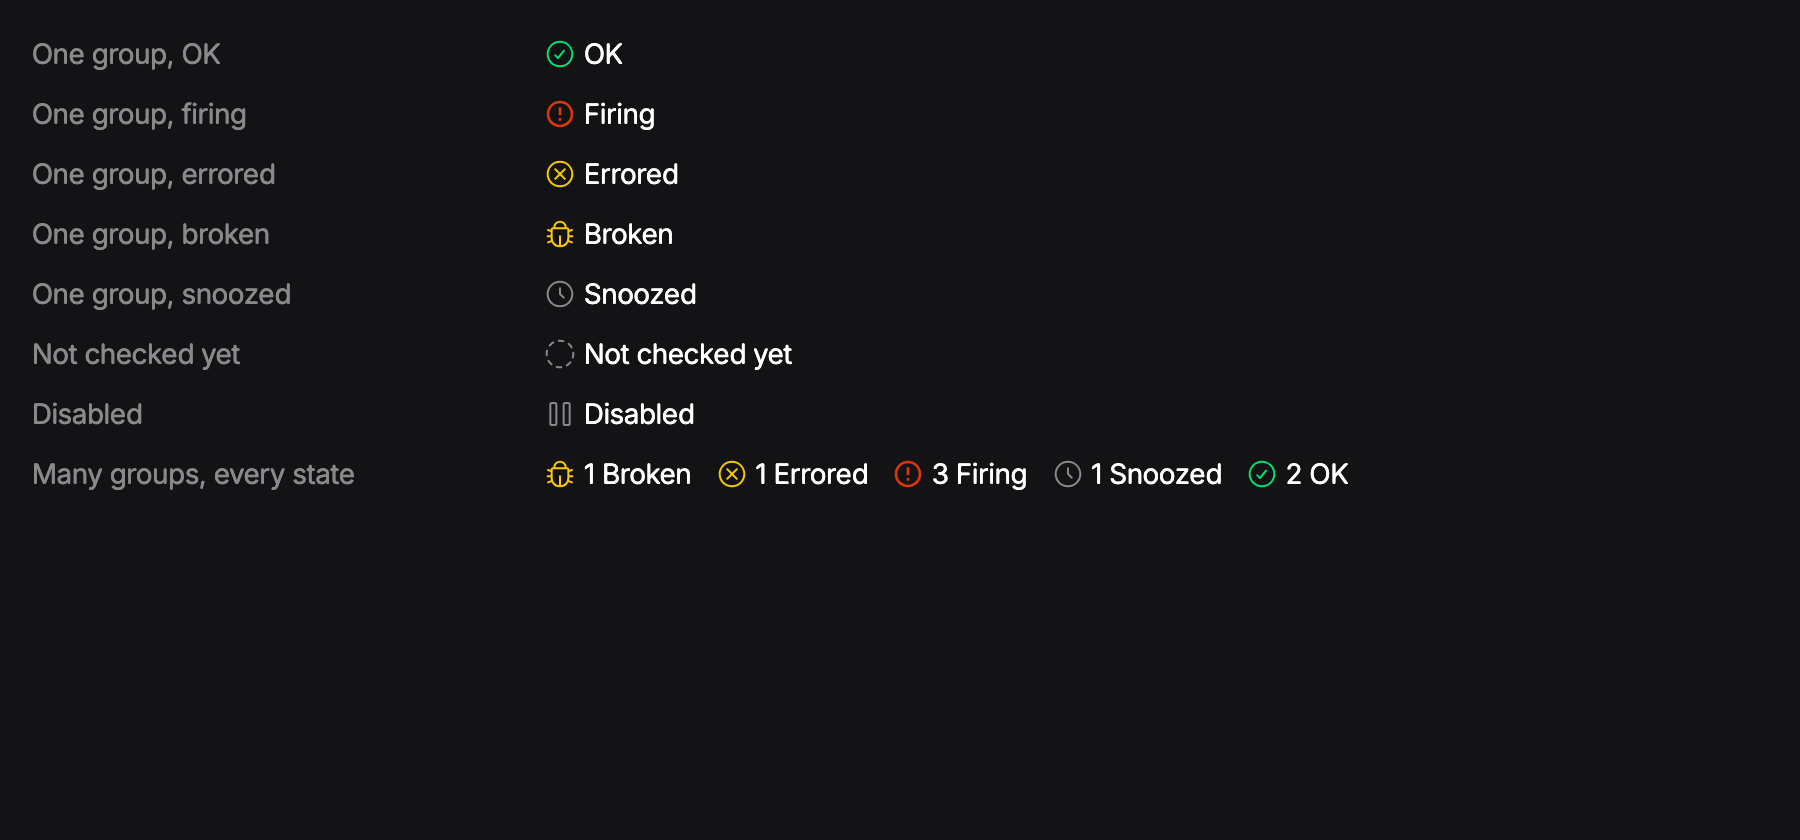 One group, OK OK
One group, firing Firing
One group, errored Errored
One group, broken Broken
One group, snoozed Snoozed
Not checked yet Not checked yet
Disabled Disabled
Many groups, every state 1 Broken 1 Errored 3 Firing 1 Snoozed 2 OK